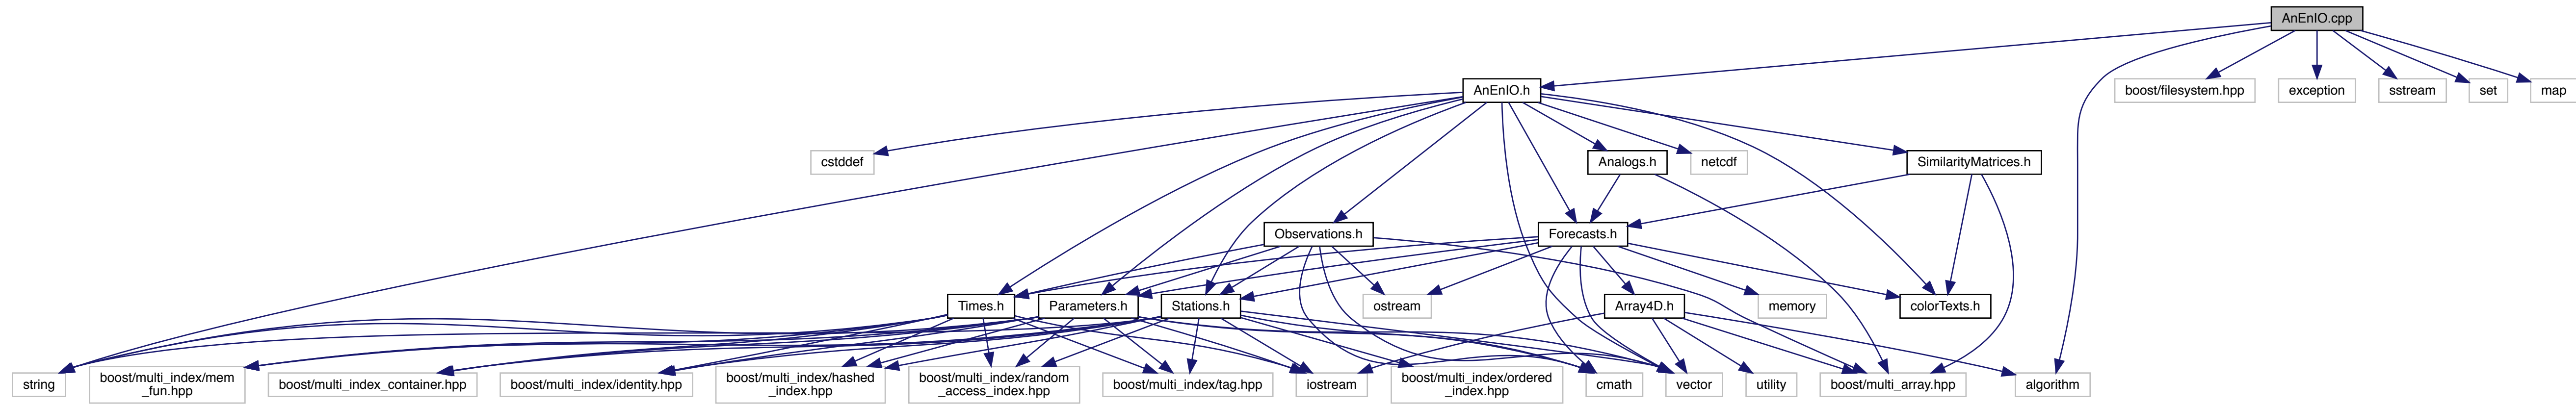 AnEnIO.cpp
AnEnIO.h
boost/filesystem.hpp
exception
sstream
set
map
cstddef
Analogs.h
netcdf
SimilarityMatrices.h
Observations.h
Forecasts.h
Times.h
Parameters.h
Stations.h
ostream
Array4D.h
memory
colorTexts.h
string
boost/multi_index/mem
_fun.hpp
boost/multi_index_container.hpp
boost/multi_index/identity.hpp
boost/multi_index/hashed
_index.hpp
boost/multi_index/random
_access_index.hpp
boost/multi_index/tag.hpp
iostream
boost/multi_index/ordered
_index.hpp
cmath
vector
utility
boost/multi_array.hpp
algorithm